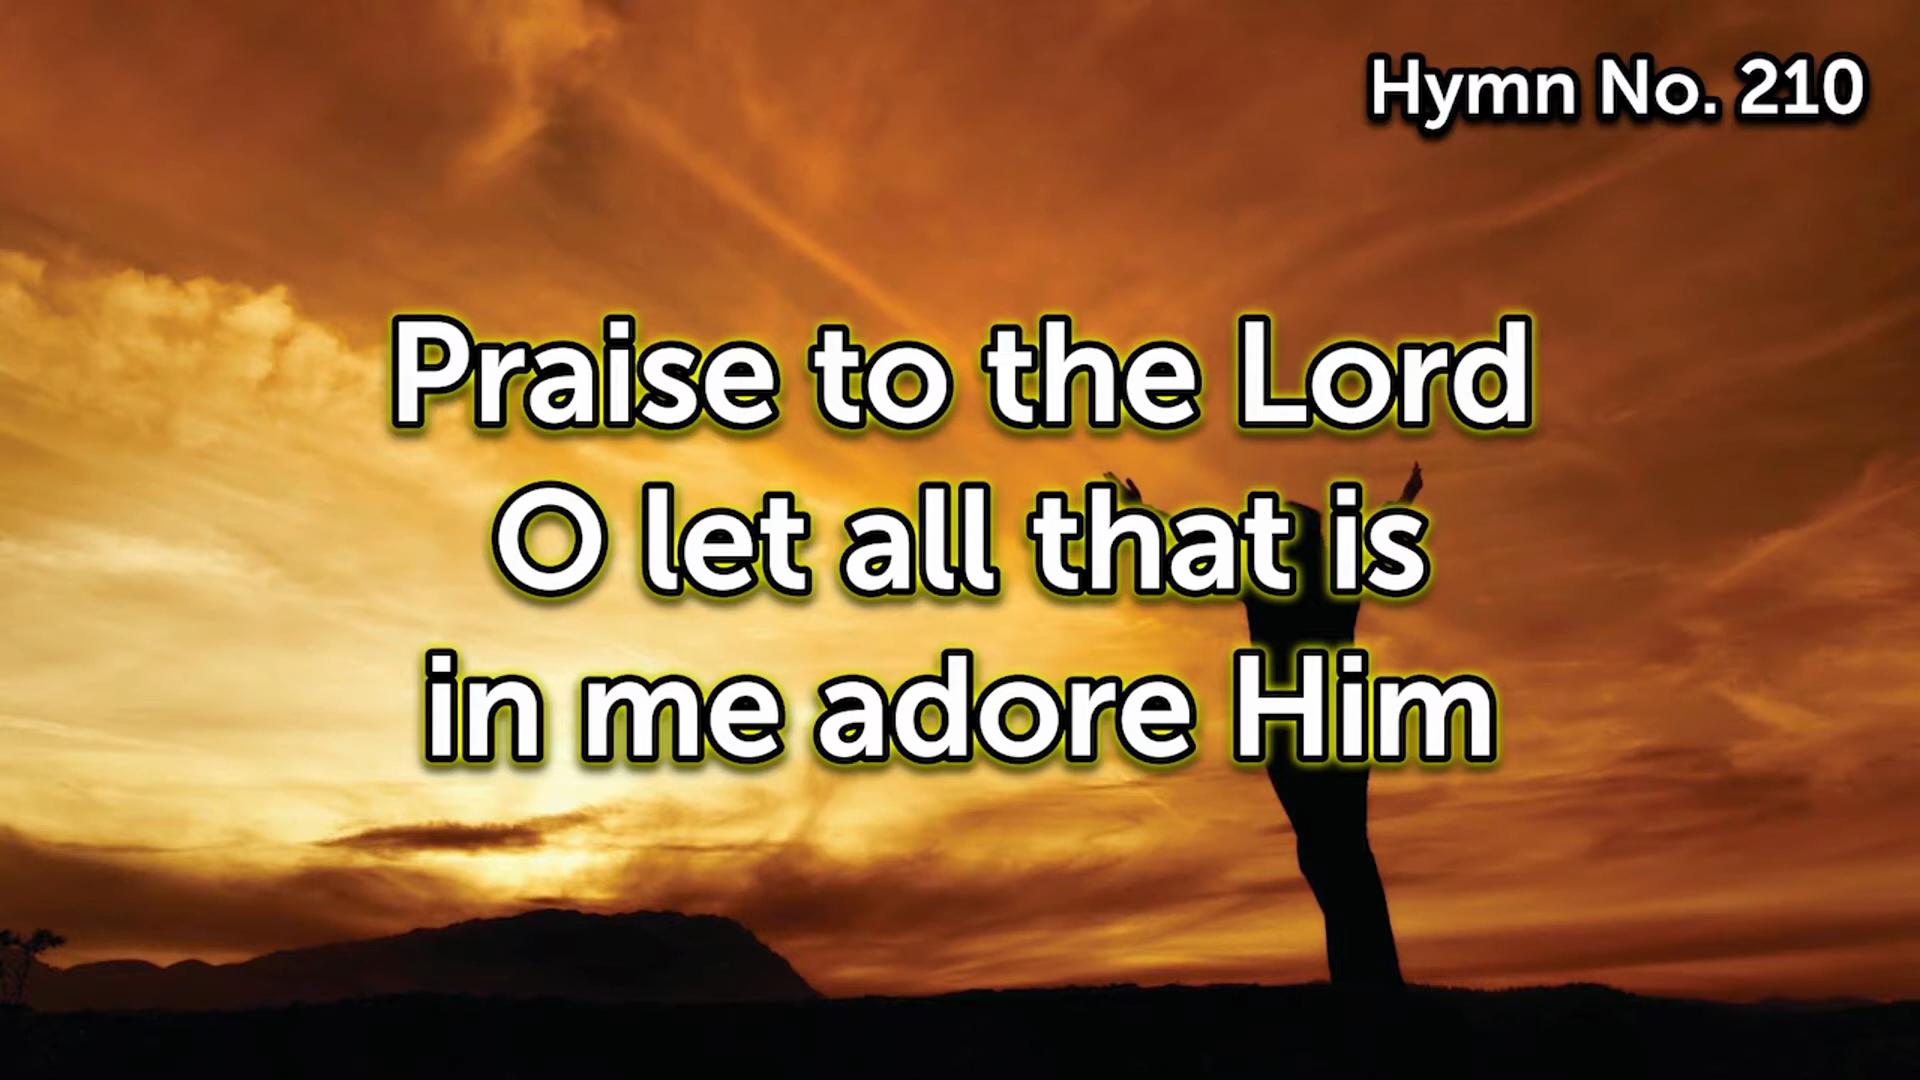 Hymn No. 210
Praise to the Lord
O let all that is
in me adore Him